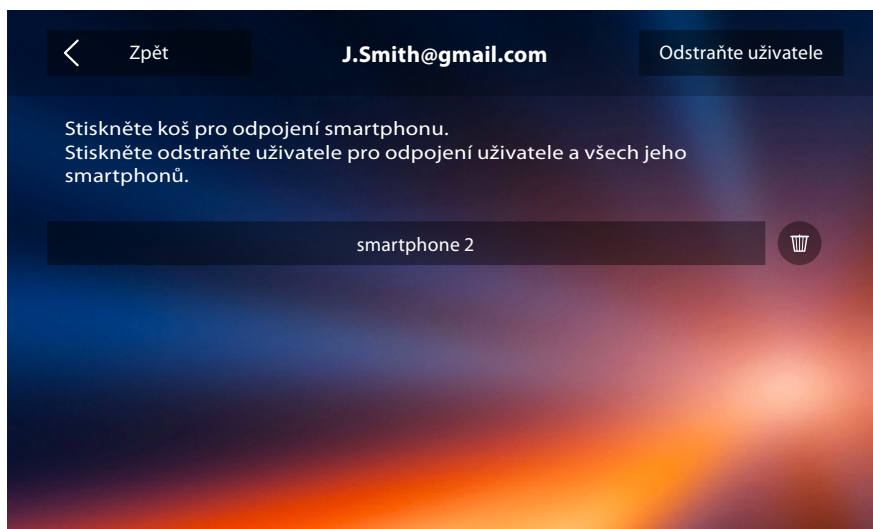 Zpět
J.Smith@gmail.com
Odstraňte uživatele
Stiskněte koš pro odpojení smartphonu.
Stiskněte odstraňte uživatele pro odpojení uživatele a všech jeho
smartphonů.
smartphone 2